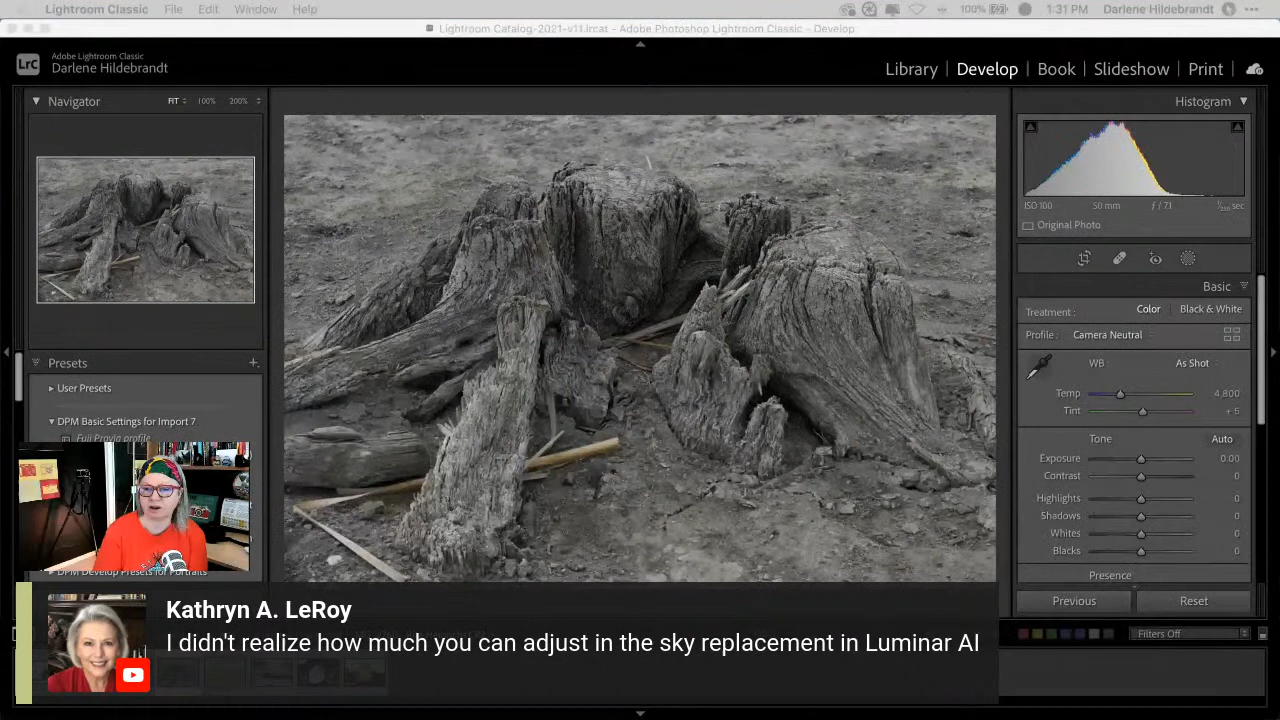 Lightroom Classic File Edit Window Help 100% 1:31 PM Darlene Hildebrandt
Lightroom Catalog-2021-v11.lrcat - Adobe Photoshop Lightroom Classic - Develop
LrC
Adobe Lightroom Classic
Darlene Hildebrandt
Library | Develop | Book | Slideshow | Print |
Navigator FIT 100% 200%
Histogram
ISO 100 50 mm ƒ / 7.1 sec
Original Photo
Basic
Treatment : Color Black & White
Profile : Camera Neutral
WB : As Shot
Temp 4,800
Tint + 5
Tone Auto
Exposure 0.00
Contrast 0
Highlights 0
Shadows 0
Whites 0
Blacks 0
Presence
Previous Reset
Presets
User Presets
DPM Basic Settings for Import 7
Fuji Provia profile
DPM Develop Presets for Portraits
Filters Off :
Kathryn A. LeRoy
I didn't realize how much you can adjust in the sky replacement in Luminar AI